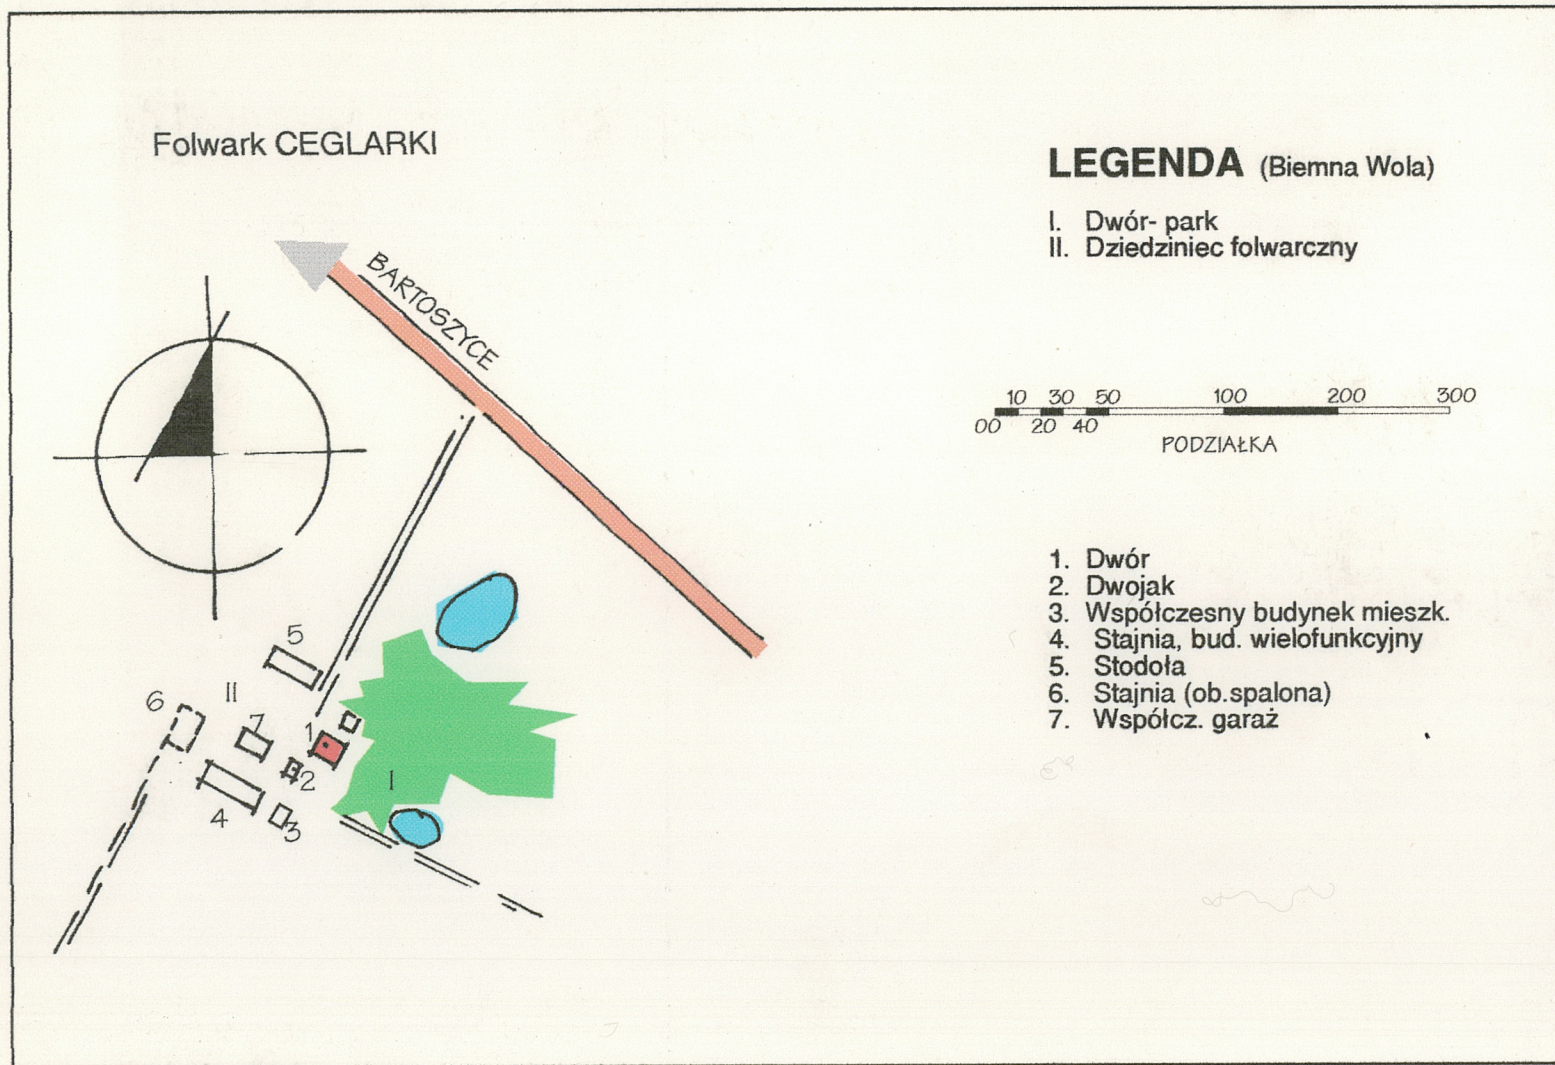 Folwark CEGLARKI
LEGENDA (Biemna Wola)
I. Dwór- park
II. Dziedziniec folwarczny
BARTOSZYCE
10 30 50 100 200 300
00 20 40
PODZIAŁKA
1. Dwór
2. Dwojak
3. Współczesny budynek mieszk.
4. Stajnia, bud. wielofunkcyjny
5. Stodoła
6. Stajnia (ob.spalona)
7. Współcz. garaż
5
II
6
7
1
2
I
4
3